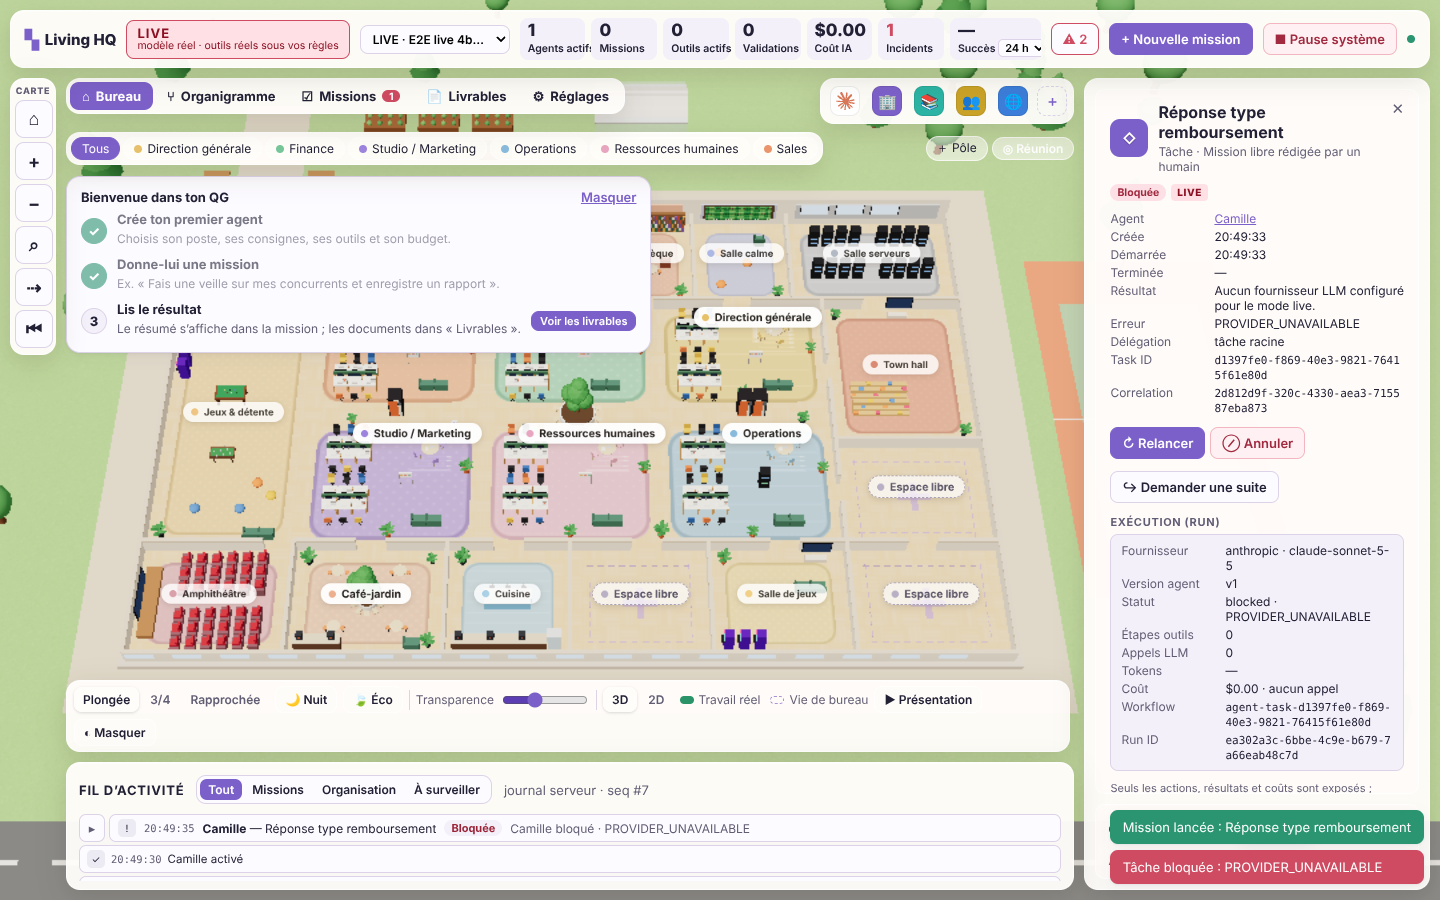 Living HQ
LIVE
modèle réel · outils réels sous vos règles
LIVE · E2E live 4b...
1
Agents actifs
0
Missions
0
Outils actifs
0
Validations
$0.00
Coût IA
1
Incidents
—
Succès
24 h
2
+ Nouvelle mission
Pause système
CARTE
Bureau
Organigramme
Missions 1
Livrables
Réglages
Tous
Direction générale
Finance
Studio / Marketing
Operations
Ressources humaines
Sales
+ Pôle
Réunion
Bienvenue dans ton QG
Masquer
Crée ton premier agent
Choisis son poste, ses consignes, ses outils et son budget.
Donne-lui une mission
Ex. « Fais une veille sur mes concurrents et enregistre un rapport ».
3
Lis le résultat
Le résumé s'affiche dans la mission ; les documents dans « Livrables ».
Voir les livrables
èque
Salle calme
Salle serveurs
Direction générale
Town hall
Jeux & détente
Studio / Marketing
Ressources humaines
Operations
Espace libre
Amphithéâtre
Café-jardin
Cuisine
Espace libre
Salle de jeux
Espace libre
Plongée
3/4
Rapprochée
Nuit
Éco
Transparence
3D
2D
Travail réel
Vie de bureau
Présentation
Masquer
FIL D'ACTIVITÉ
Tout
Missions
Organisation
À surveiller
journal serveur · seq #7
! 20:49:35 Camille — Réponse type remboursement Bloquée Camille bloqué · PROVIDER_UNAVAILABLE
20:49:30 Camille activé
Réponse type
remboursement
Tâche · Mission libre rédigée par un
humain
Bloquée
LIVE
Agent Camille
Créée 20:49:33
Démarrée 20:49:33
Terminée —
Résultat Aucun fournisseur LLM configuré
pour le mode live.
Erreur PROVIDER_UNAVAILABLE
Délégation tâche racine
Task ID d1397fe0-f869-40e3-9821-7641
5f61e80d
Correlation 2d812d9f-320c-4330-aea3-7155
87eba873
Relancer
Annuler
Demander une suite
EXÉCUTION (RUN)
Fournisseur anthropic · claude-sonnet-5-
5
Version agent v1
Statut blocked ·
PROVIDER_UNAVAILABLE
Étapes outils 0
Appels LLM 0
Tokens —
Coût $0.00 · aucun appel
Workflow agent-task-d1397fe0-f869-
40e3-9821-76415f61e80d
Run ID ea302a3c-6bbe-4c9e-b679-7
a66eab48c7d
Seuls les actions, résultats et coûts sont exposés ;
Mission lancée : Réponse type remboursement
Tâche bloquée : PROVIDER_UNAVAILABLE